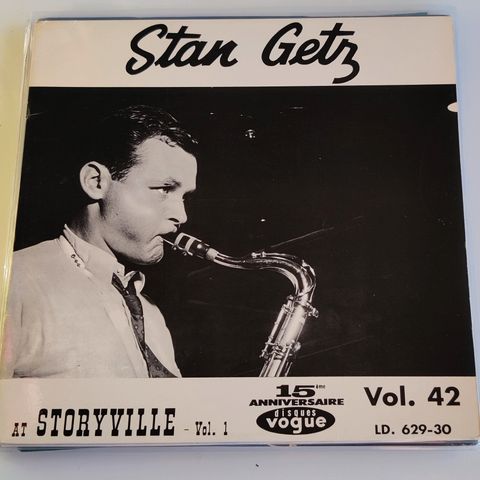 Stan Getz
15ème
ANNIVERSAIRE
disques
vogue
Vol. 42
AT STORYVILLE - Vol. 1
LD. 629-30